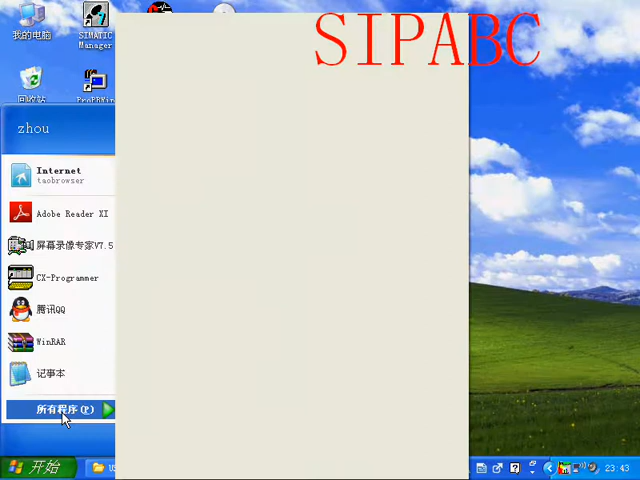 SIPABC
我的电脑
SIMATIC
Manager
回收站
ProPRWin
zhou
Internet
taobrowser
Adobe Reader XI
屏幕录像专家V7.5
CX-Programmer
腾讯QQ
WinRAR
记事本
所有程序(P)
开始
23:43